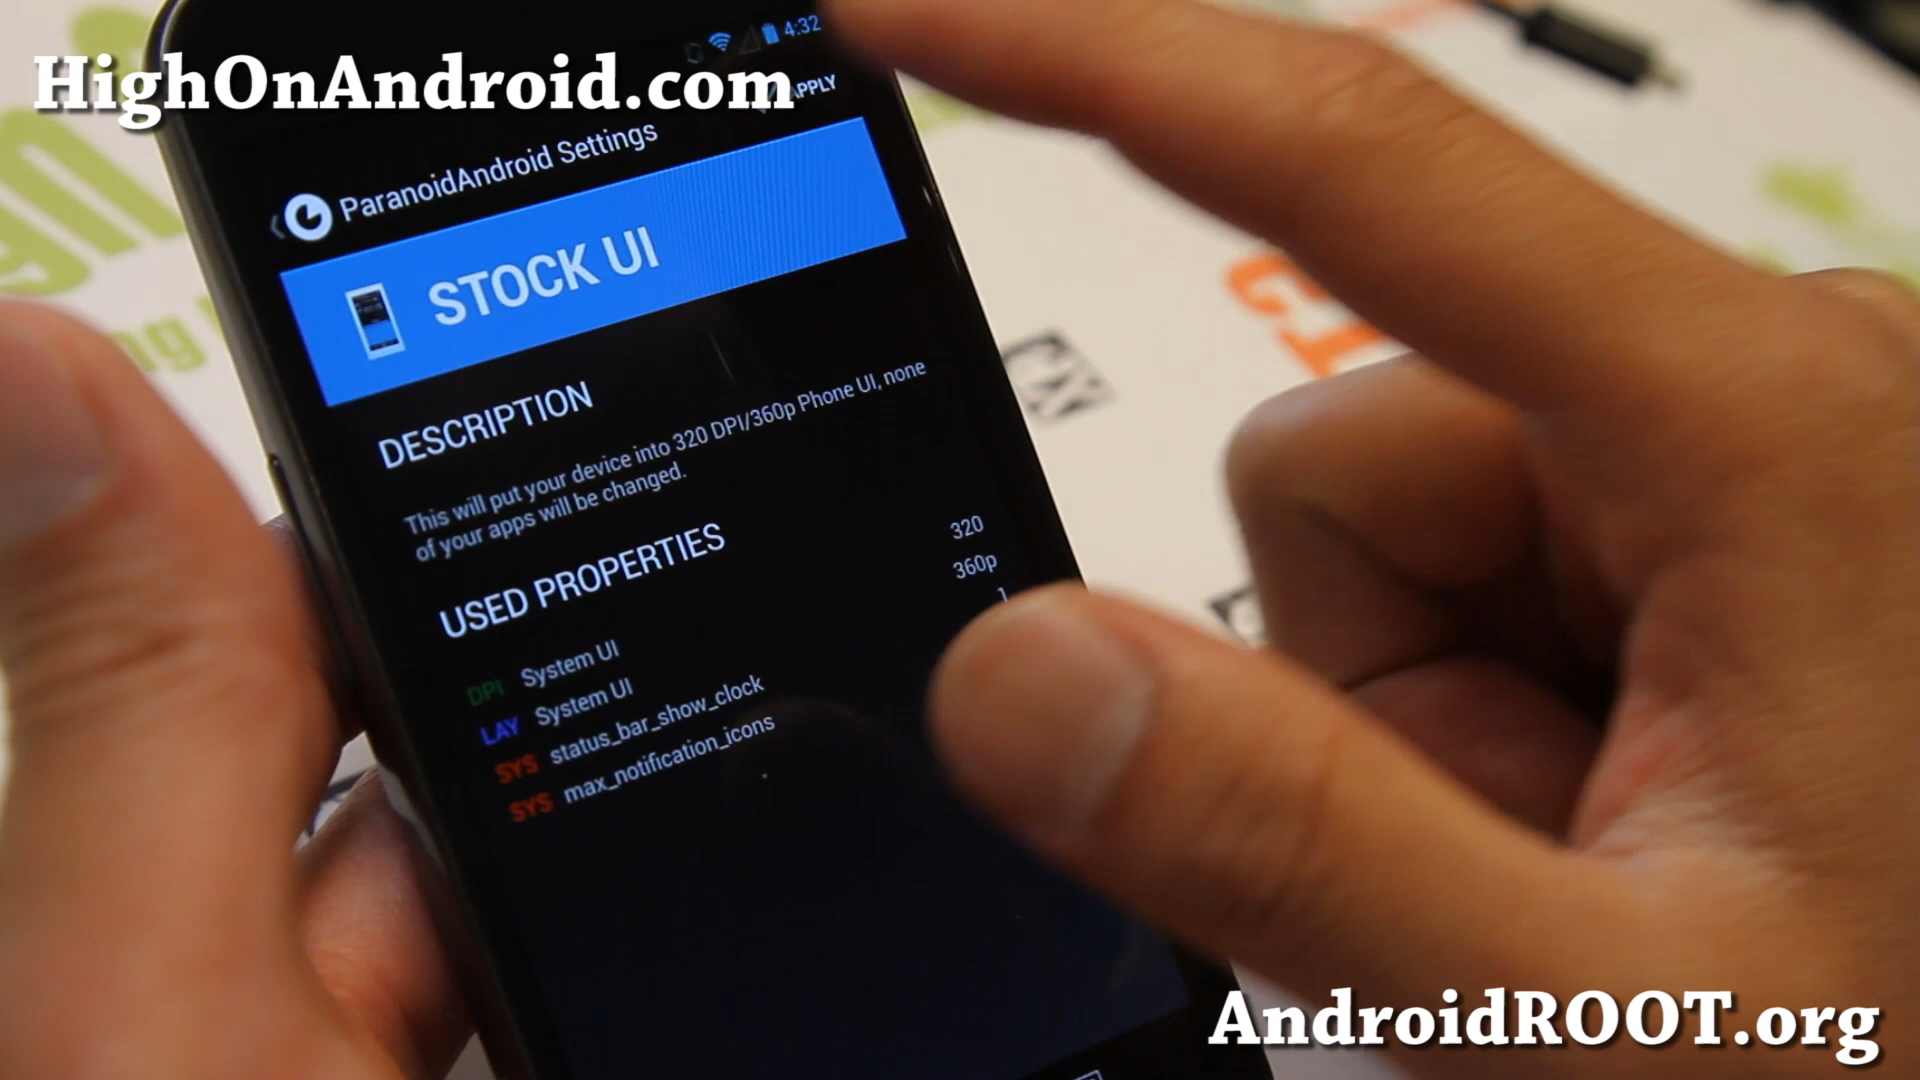 HighOnAndroid.com
4:32
APPLY
ParanoidAndroid Settings
STOCK UI
DESCRIPTION
This will put your device into 320 DPI/360p Phone UI, none
of your apps will be changed.
USED PROPERTIES
DPI System UI 320
LAY System UI 360p
SYS status_bar_show_clock 1
SYS max_notification_icons
AndroidROOT.org